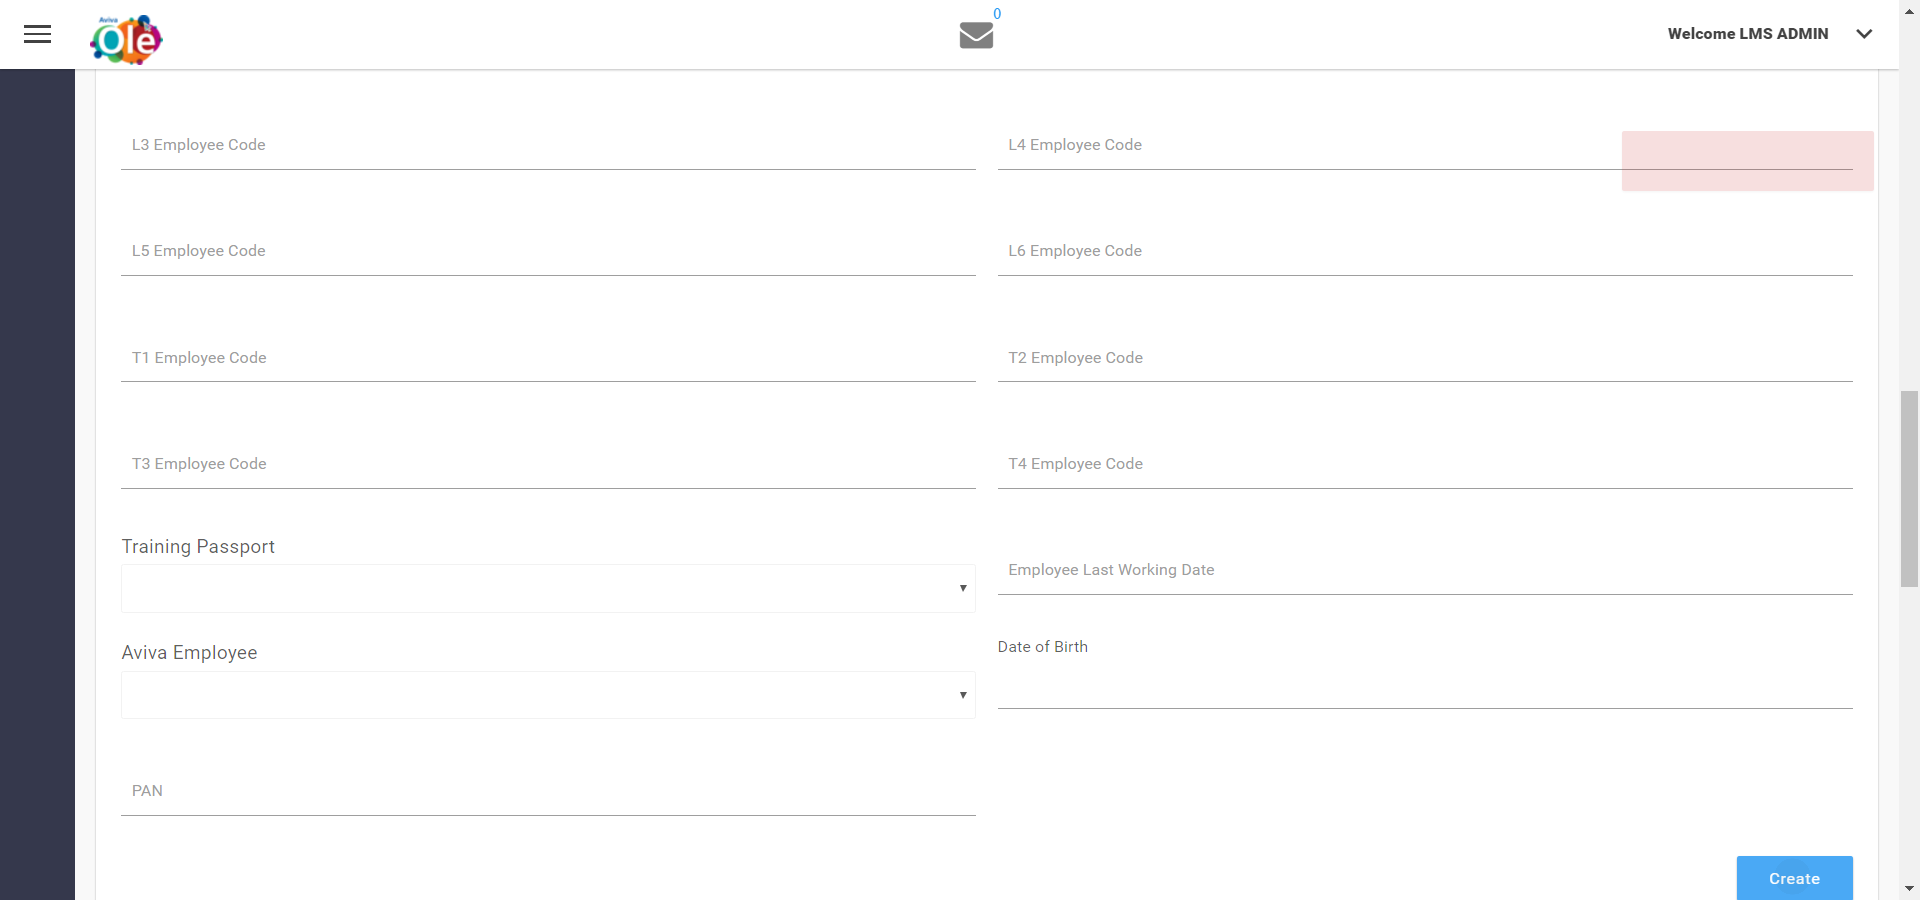 Aviva
Ole
0
Welcome LMS ADMIN
L3 Employee Code
L4 Employee Code
L5 Employee Code
L6 Employee Code
T1 Employee Code
T2 Employee Code
T3 Employee Code
T4 Employee Code
Training Passport
Employee Last Working Date
Aviva Employee
Date of Birth
PAN
Create